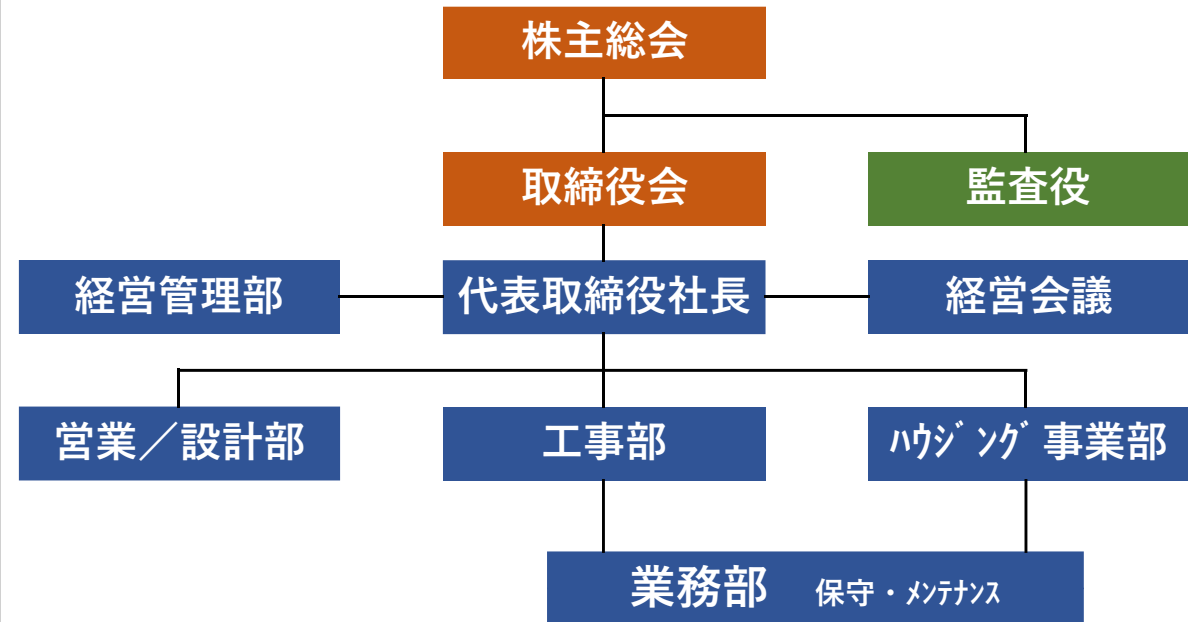 株主総会
取締役会
監査役
経営管理部
代表取締役社長
経営会議
営業／設計部
工事部
ﾊｳｼﾞﾝｸﾞ事業部
業務部 保守・ﾒﾝﾃﾅﾝｽ